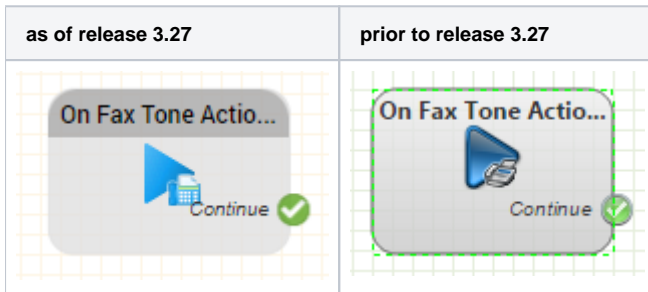 as of release 3.27
prior to release 3.27
On Fax Tone Actio...
Continue
On Fax Tone Actio...
Continue